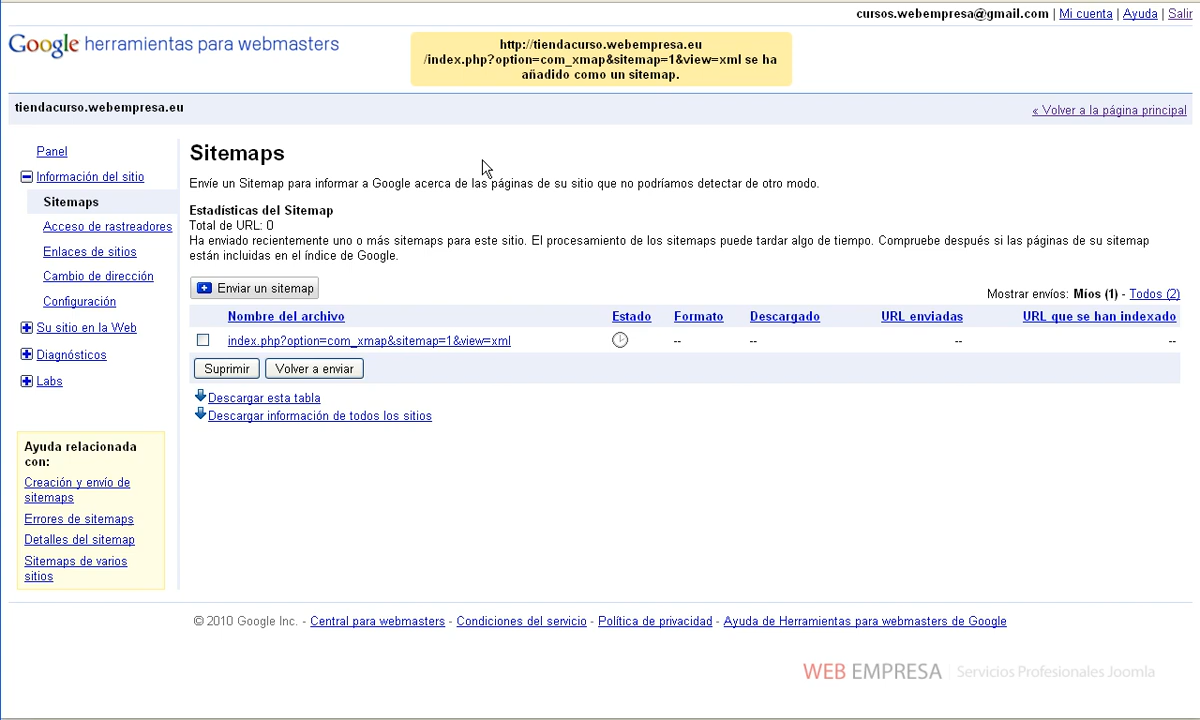 cursos.webempresa@gmail.com | Mi cuenta | Ayuda | Salir
Google herramientas para webmasters
http://tiendacurso.webempresa.eu
/index.php?option=com_xmap&sitemap=1&view=xml se ha
añadido como un sitemap.
tiendacurso.webempresa.eu
« Volver a la página principal
Panel
Información del sitio
Sitemaps
Acceso de rastreadores
Enlaces de sitios
Cambio de dirección
Configuración
Su sitio en la Web
Diagnósticos
Labs
Ayuda relacionada
con:
Creación y envío de
sitemaps
Errores de sitemaps
Detalles del sitemap
Sitemaps de varios
sitios
Sitemaps
Envíe un Sitemap para informar a Google acerca de las páginas de su sitio que no podríamos detectar de otro modo.
Estadísticas del Sitemap
Total de URL: 0
Ha enviado recientemente uno o más sitemaps para este sitio. El procesamiento de los sitemaps puede tardar algo de tiempo. Compruebe después si las páginas de su sitemap
están incluidas en el índice de Google.
Enviar un sitemap
Mostrar envíos: Míos (1) - Todos (2)
Nombre del archivo Estado Formato Descargado URL enviadas URL que se han indexado
index.php?option=com_xmap&sitemap=1&view=xml -- -- -- --
Suprimir Volver a enviar
Descargar esta tabla
Descargar información de todos los sitios
© 2010 Google Inc. - Central para webmasters - Condiciones del servicio - Política de privacidad - Ayuda de Herramientas para webmasters de Google
WEB EMPRESA | Servicios Profesionales Joomla